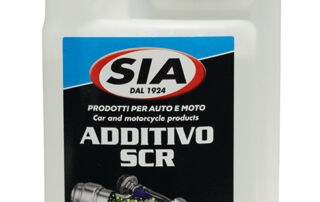 SIA
DAL 1924
PRODOTTI PER AUTO E MOTO
Car and motorcycle products
ADDITIVO
SCR